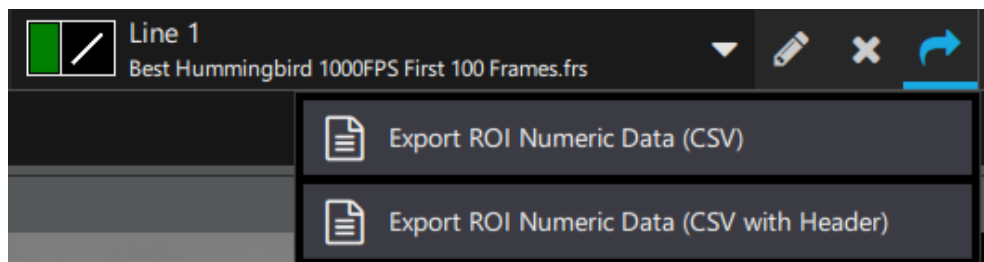 Line 1
Best Hummingbird 1000FPS First 100 Frames.frs
Export ROI Numeric Data (CSV)
Export ROI Numeric Data (CSV with Header)